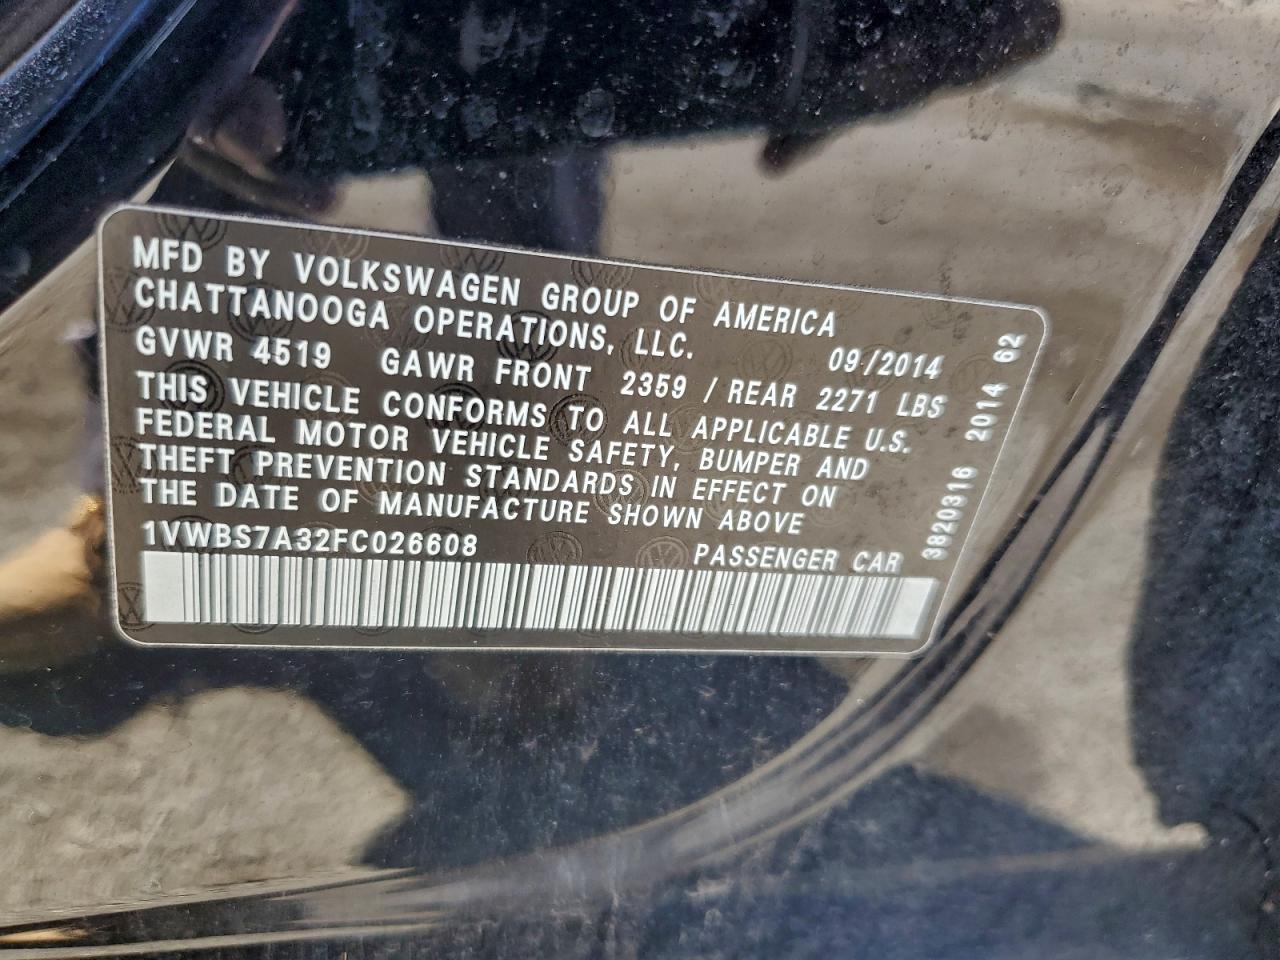 MFD BY VOLKSWAGEN GROUP OF AMERICA
CHATTANOOGA OPERATIONS, LLC. 09/2014
GVWR 4519 GAWR FRONT 2359 / REAR 2271 LBS
THIS VEHICLE CONFORMS TO ALL APPLICABLE U.S.
FEDERAL MOTOR VEHICLE SAFETY, BUMPER AND
THEFT PREVENTION STANDARDS IN EFFECT ON
THE DATE OF MANUFACTURE SHOWN ABOVE
1VWBS7A32FC026608 PASSENGER CAR
3820316 2014 62